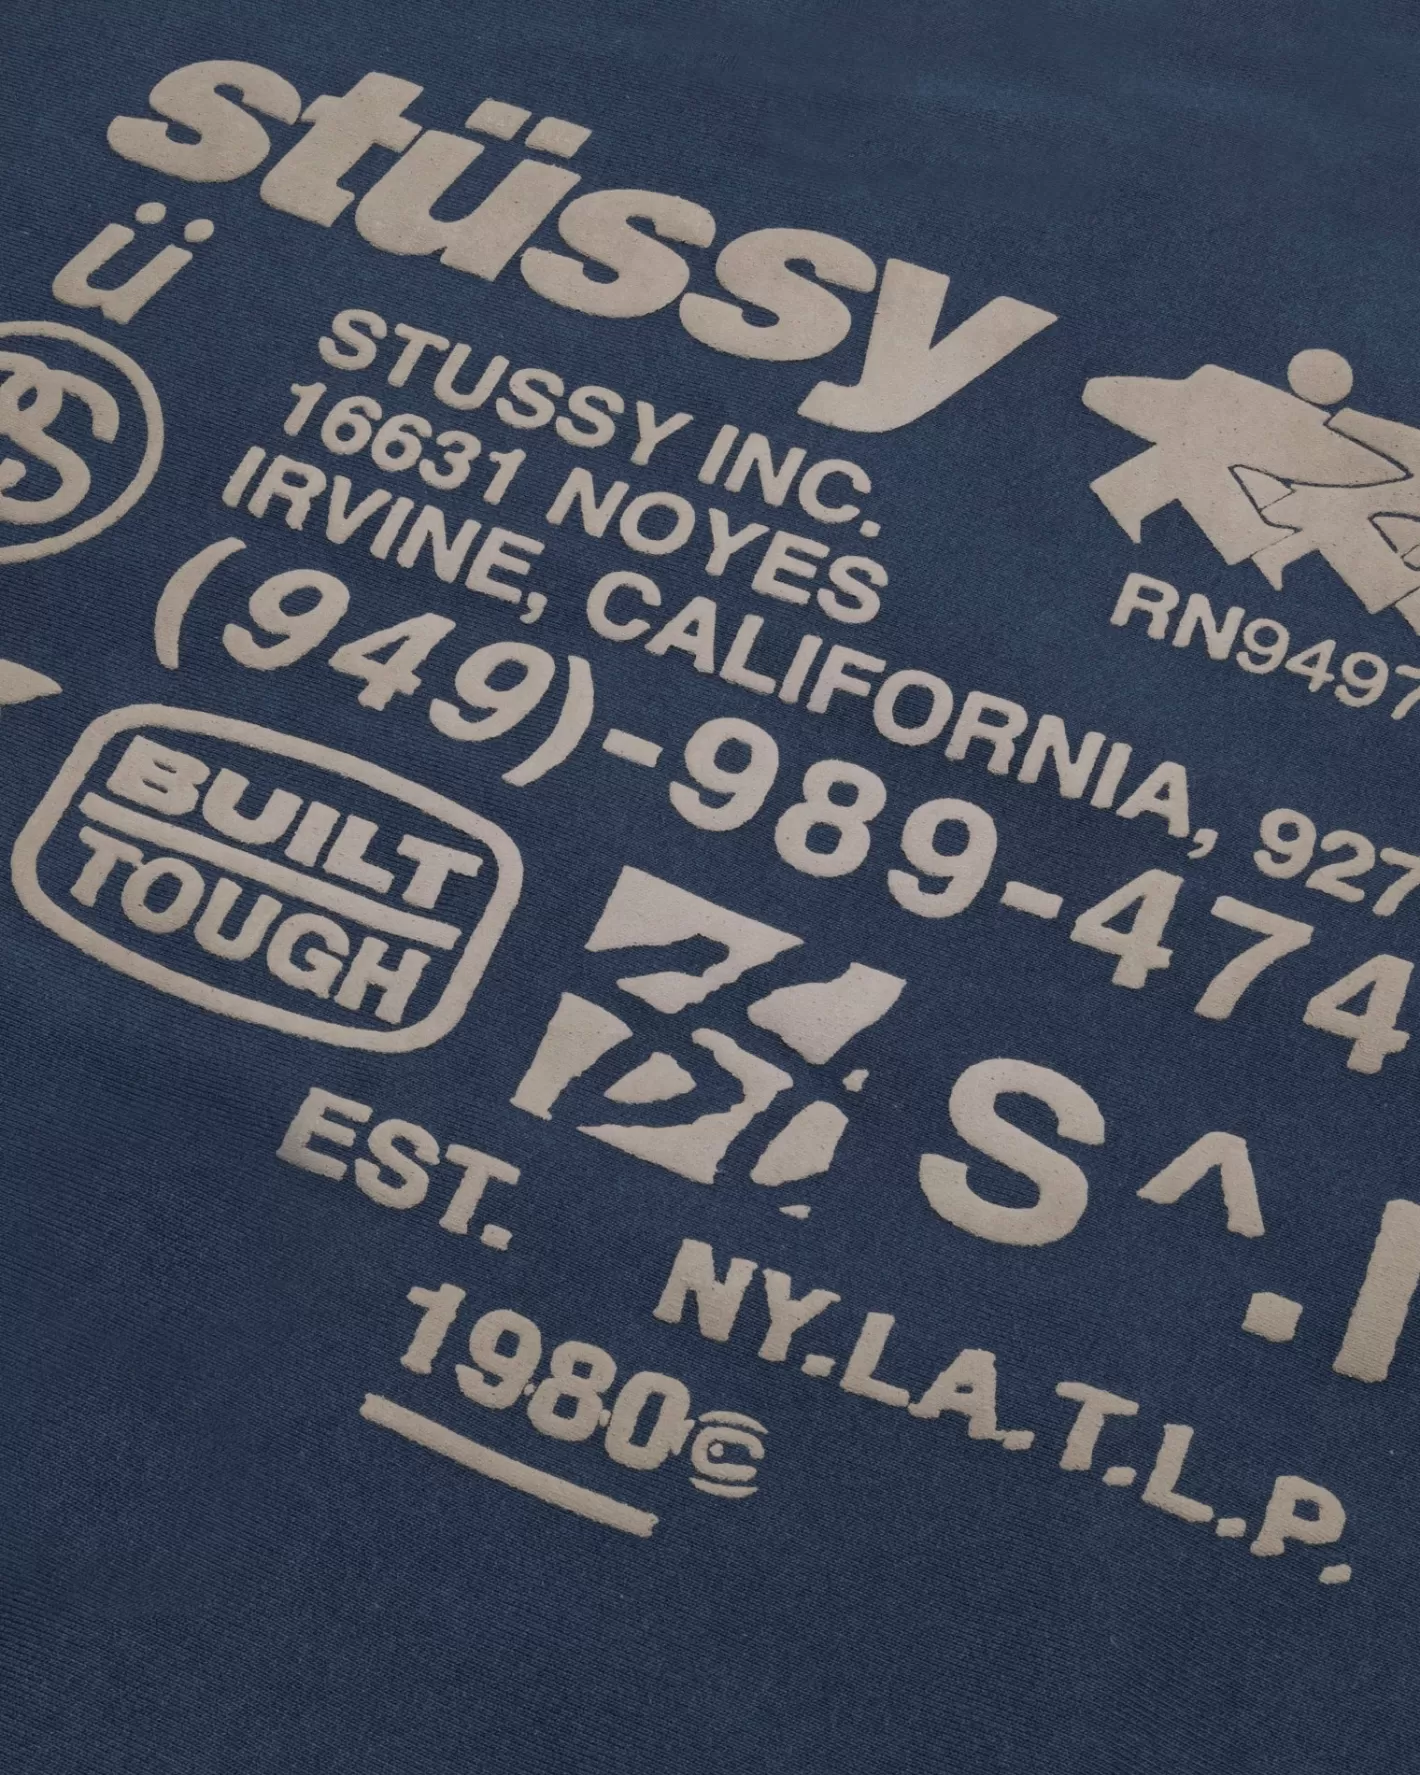 stüssy
ü
STUSSY INC.
16631 NOYES
IRVINE, CALIFORNIA, 927
RN9497
(949)-989-474
BUILT
TOUGH
S^.
EST.
1980©
NY.LA.T.L.P.